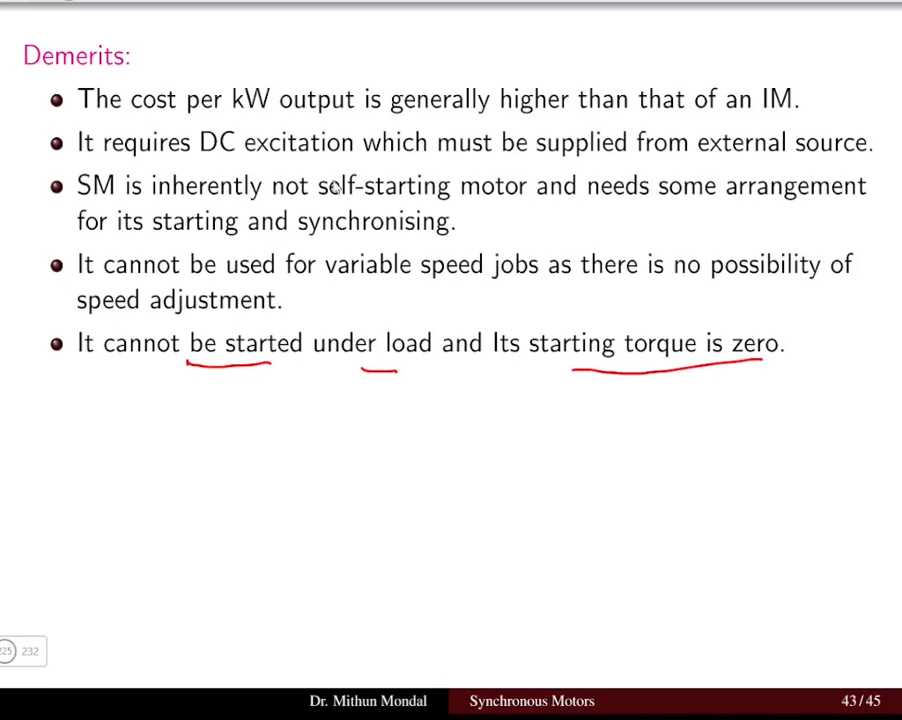 Demerits:
The cost per kW output is generally higher than that of an IM.
It requires DC excitation which must be supplied from external source.
SM is inherently not self-starting motor and needs some arrangement
for its starting and synchronising.
It cannot be used for variable speed jobs as there is no possibility of
speed adjustment.
It cannot be started under load and Its starting torque is zero.
225 232
Dr. Mithun Mondal Synchronous Motors 43/45